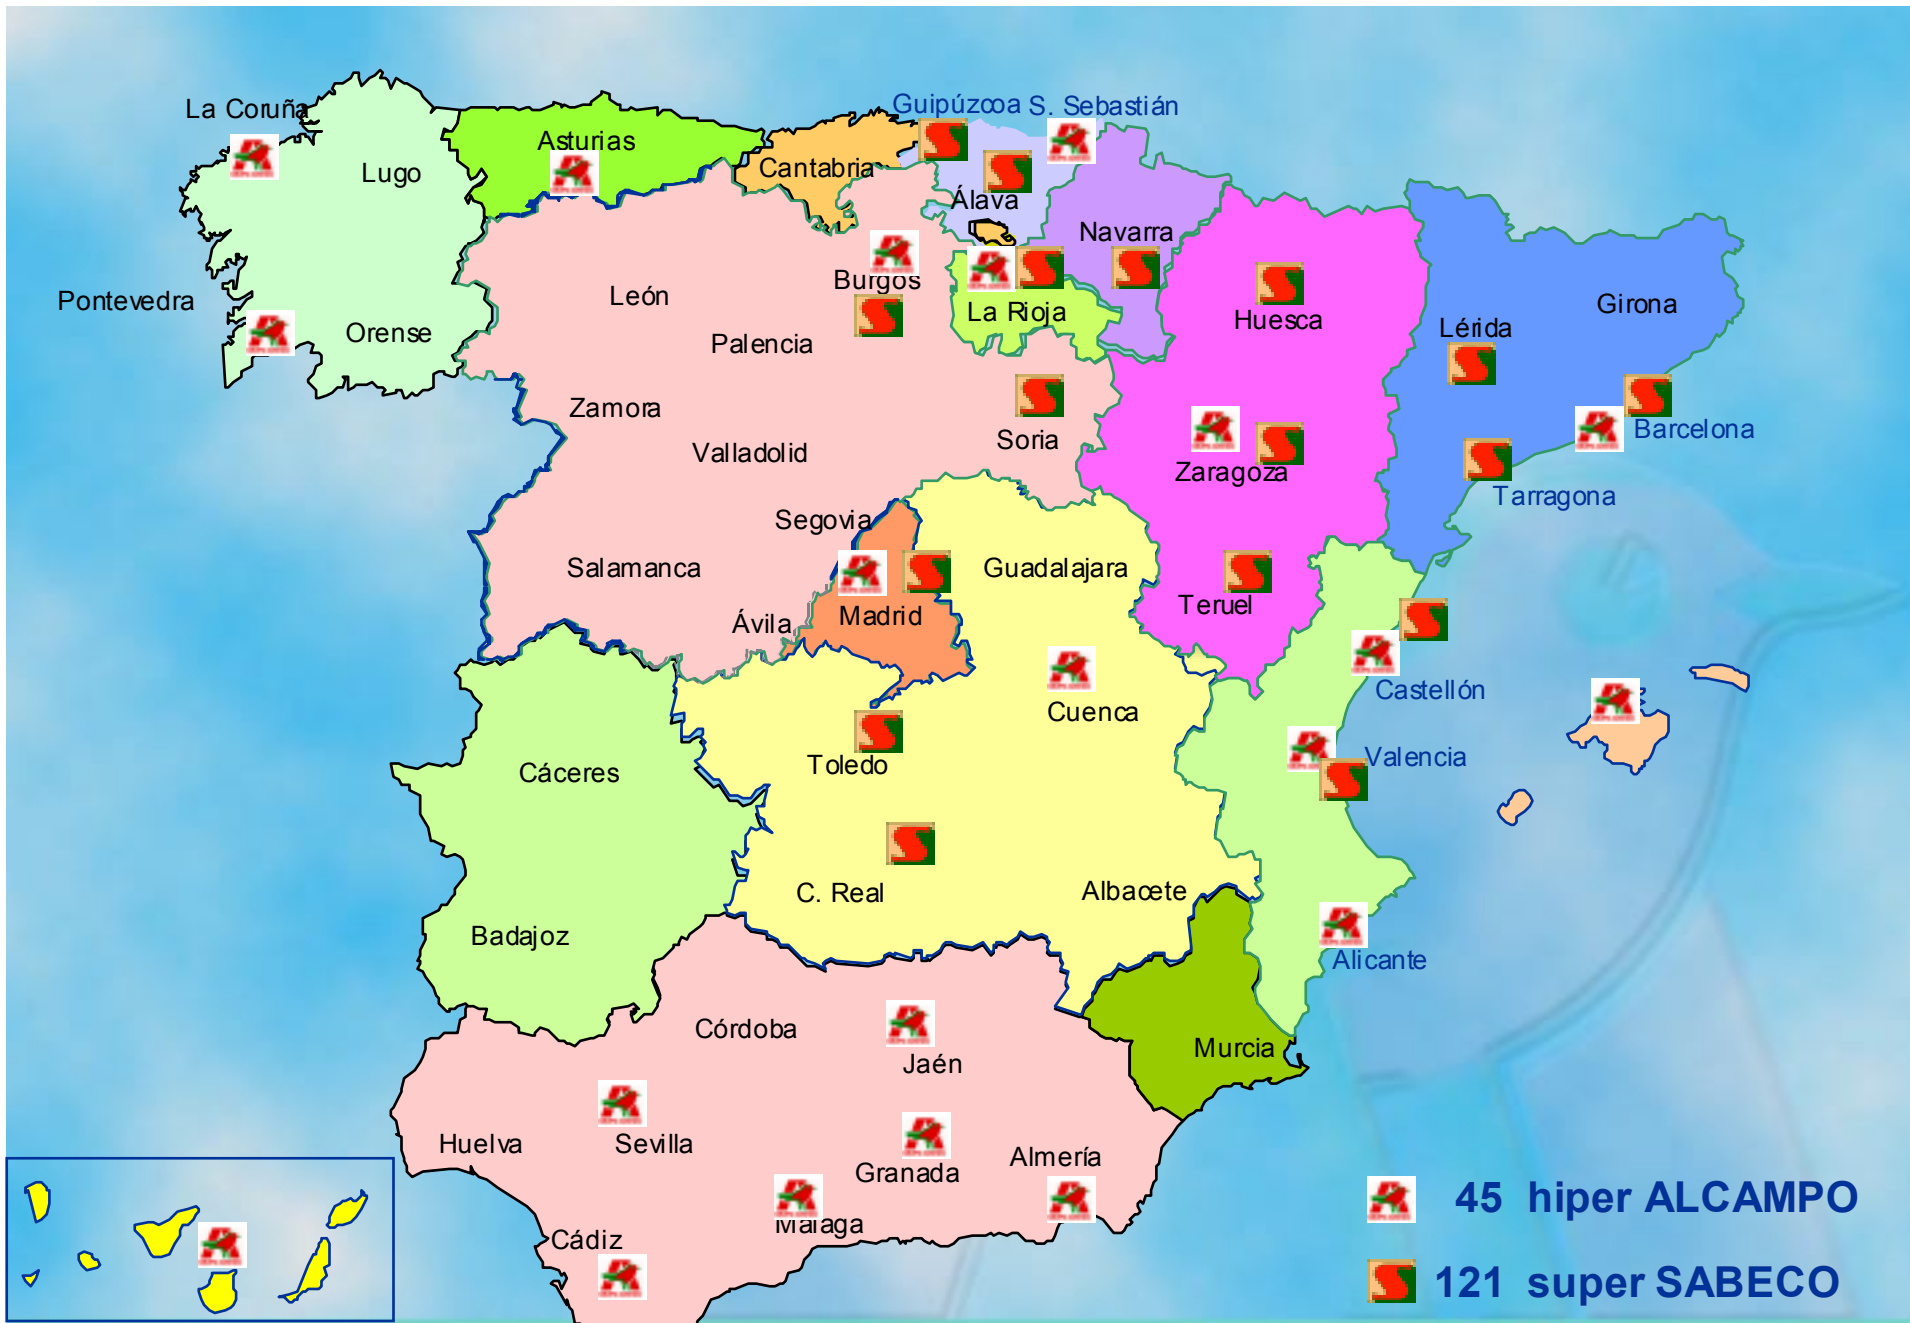 Guipúzcoa S. Sebastián
La Coruña
Asturias
Cantabria
Lugo
Álava
Navarra
Pontevedra
León
Burgos
La Rioja
Huesca
Girona
Lérida
Orense
Palencia
Zamora
Valladolid
Soria
Zaragoza
Barcelona
Tarragona
Segovia
Salamanca
Guadalajara
Ávila
Madrid
Teruel
Castellón
Cuenca
Toledo
Valencia
Cáceres
C. Real
Albacete
Badajoz
Alicante
Córdoba
Jaén
Murcia
Huelva
Sevilla
Granada
Almería
Málaga
Cádiz
45 hiper ALCAMPO
121 super SABECO